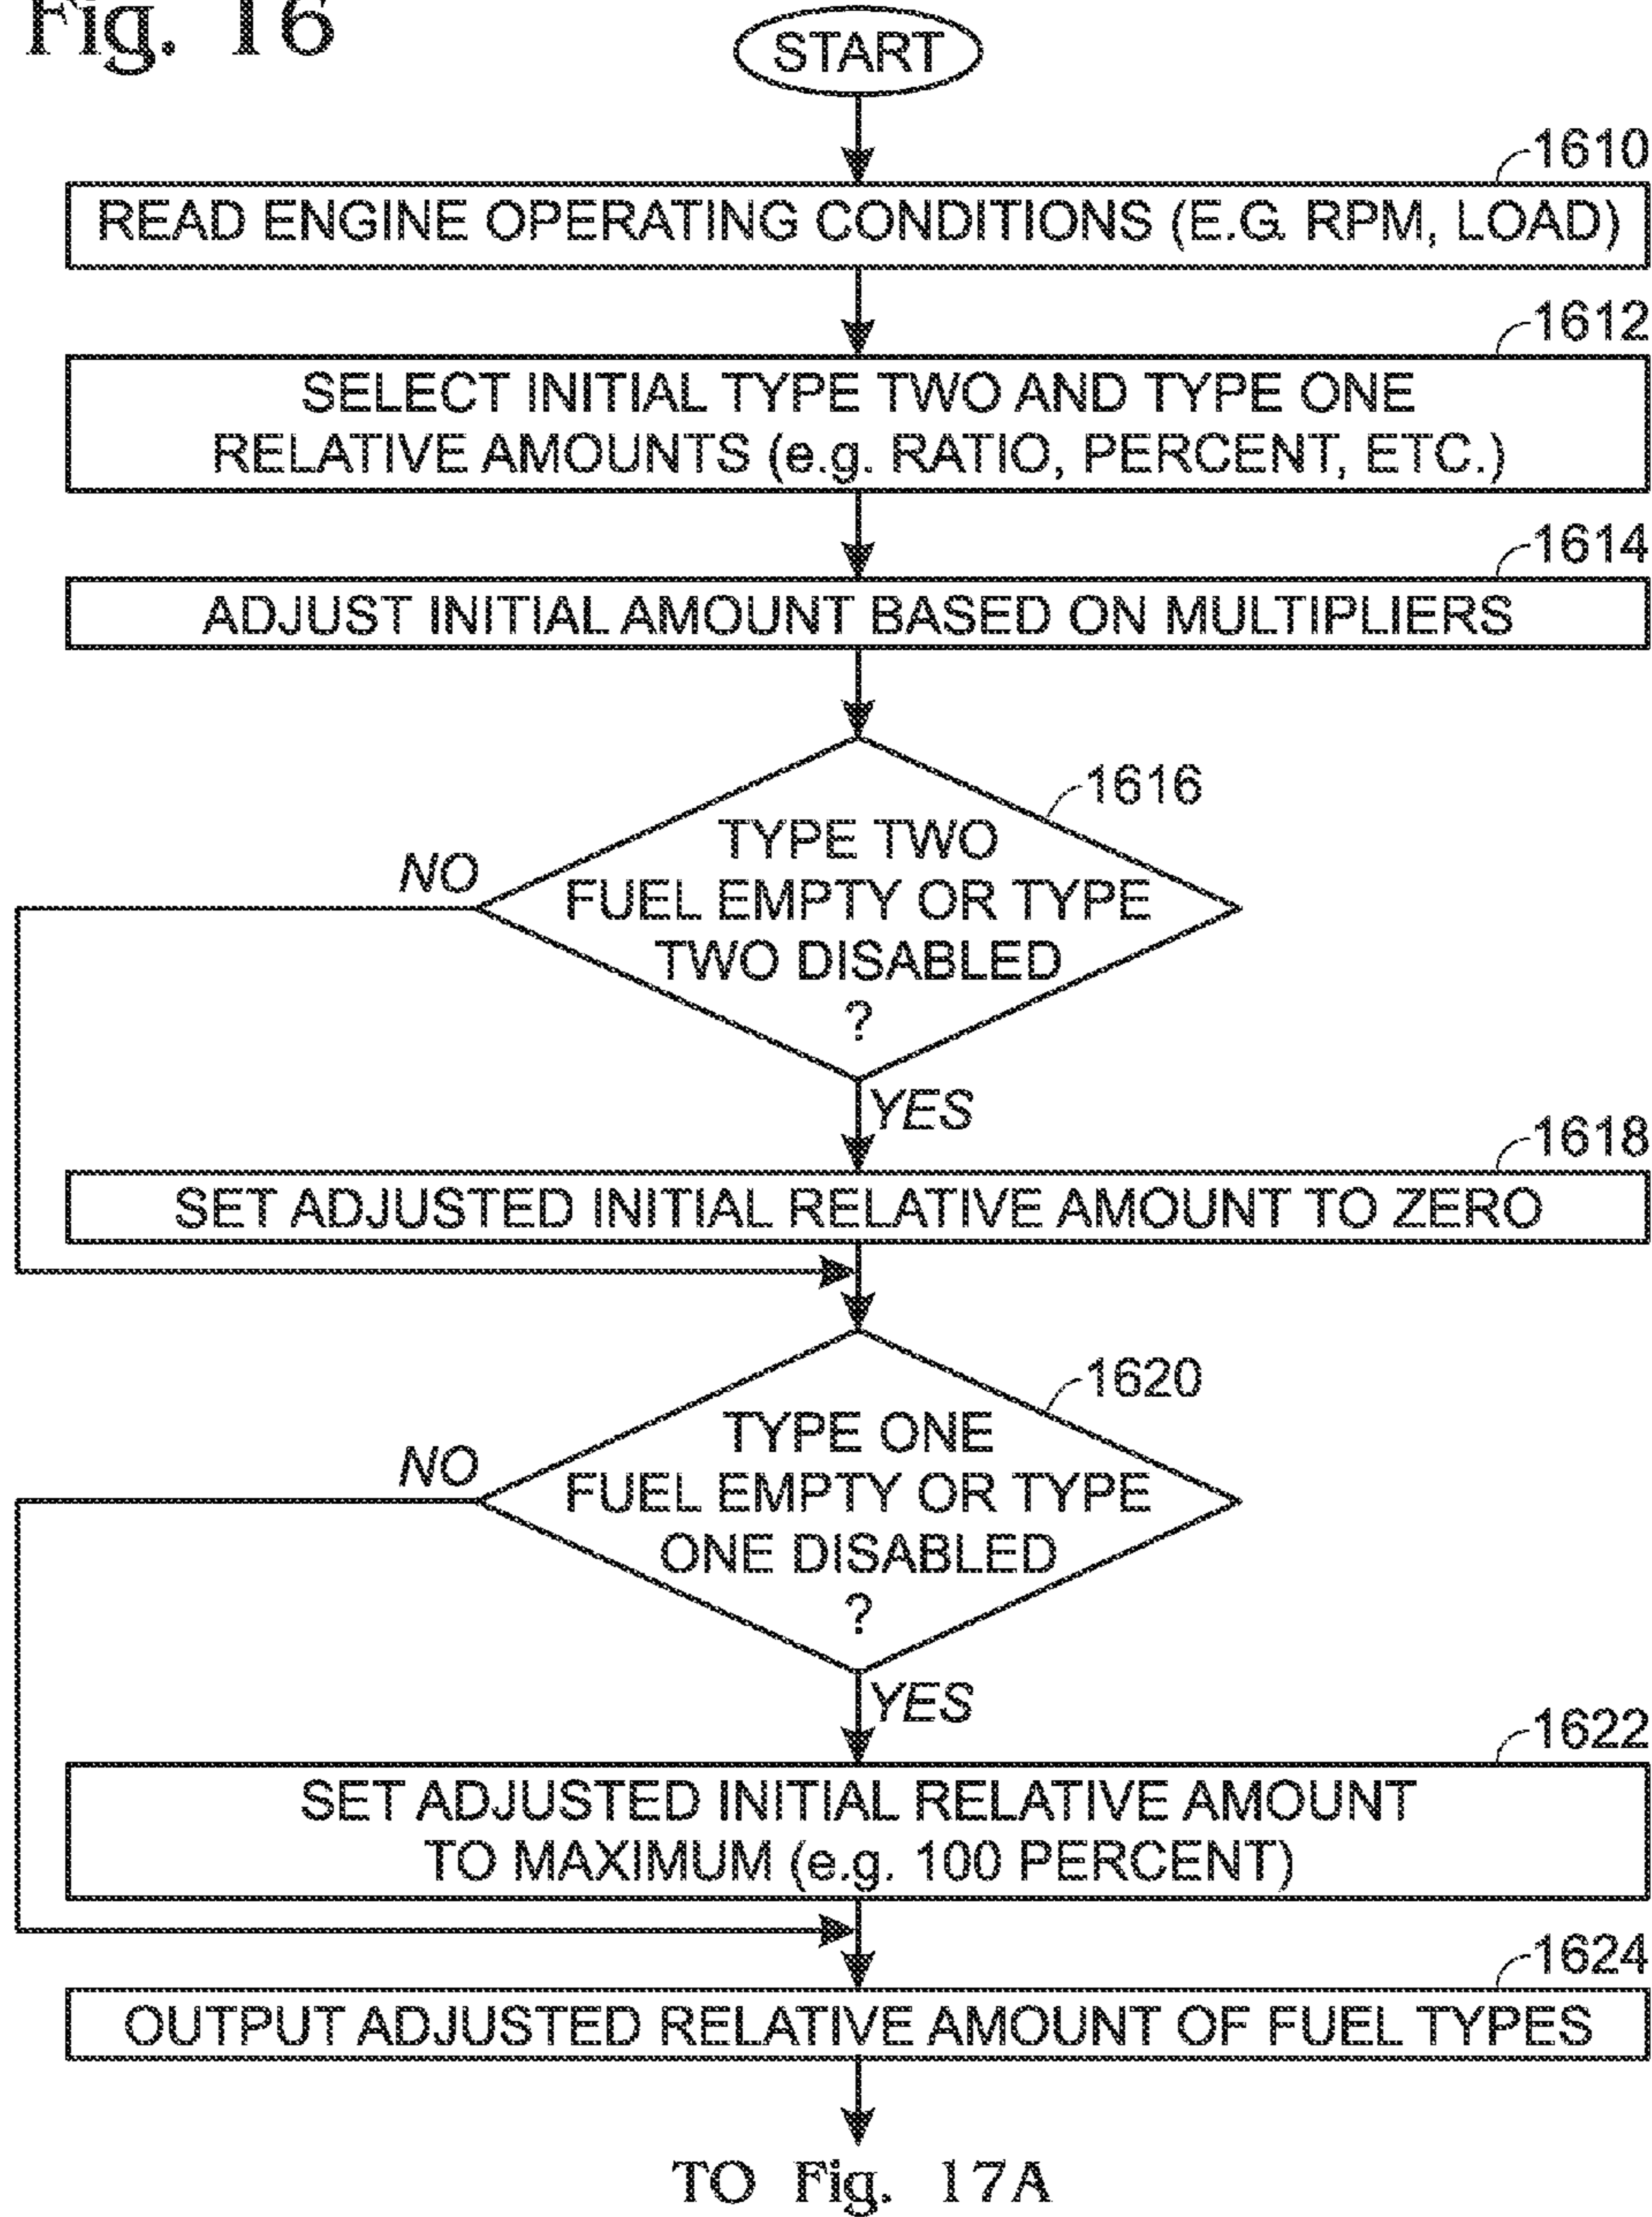 Fig. 16
START
1610
READ ENGINE OPERATING CONDITIONS (E.G. RPM, LOAD)
1612
SELECT INITIAL TYPE TWO AND TYPE ONE
RELATIVE AMOUNTS (e.g. RATIO, PERCENT, ETC.)
1614
ADJUST INITIAL AMOUNT BASED ON MULTIPLIERS
1616
NO
TYPE TWO
FUEL EMPTY OR TYPE
TWO DISABLED
?
YES
1618
SET ADJUSTED INITIAL RELATIVE AMOUNT TO ZERO
1620
NO
TYPE ONE
FUEL EMPTY OR TYPE
ONE DISABLED
?
YES
1622
SET ADJUSTED INITIAL RELATIVE AMOUNT
TO MAXIMUM (e.g. 100 PERCENT)
1624
OUTPUT ADJUSTED RELATIVE AMOUNT OF FUEL TYPES
TO Fig. 17A